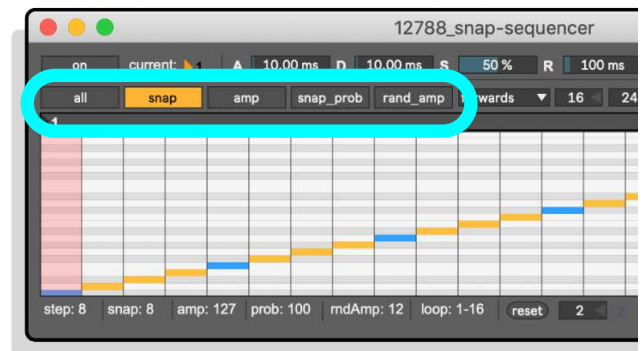 12788_snap-sequencer
on current: 1 A 10.00 ms D 10.00 ms S 50 % R 100 ms
all snap amp snap_prob rand_amp wards 16 24
1
step: 8 snap: 8 amp: 127 prob: 100 rndAmp: 12 loop: 1-16 reset 2